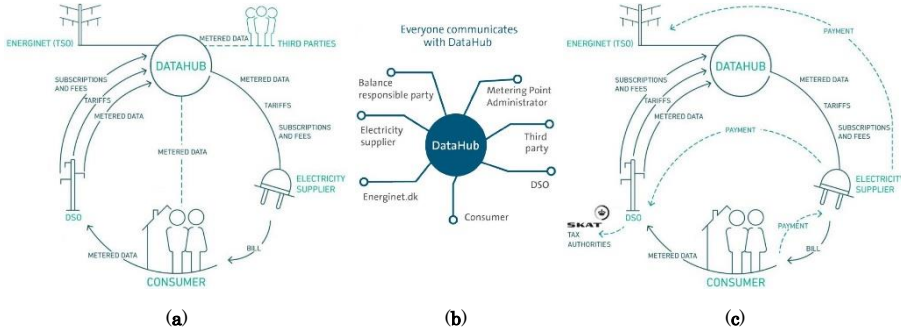 ENERGINET (TSO)
METERED DATA
THIRD PARTIES
DATAHUB
SUBSCRIPTIONS
AND FEES
TARIFFS
METERED DATA
METERED DATA
TARIFFS
SUBSCRIPTIONS
AND FEES
METERED DATA
ELECTRICITY
SUPPLIER
DSO
BILL
METERED DATA
CONSUMER
(a)
Everyone communicates
with DataHub
Balance
responsible party
Metering Point
Administrator
Electricity
supplier
DataHub
Third
party
Energinet.dk
DSO
Consumer
(b)
ENERGINET (TSO)
PAYMENT
DATAHUB
SUBSCRIPTIONS
AND FEES
TARIFFS
METERED DATA
METERED DATA
TARIFFS
SUBSCRIPTIONS
AND FEES
PAYMENT
ELECTRICITY
SUPPLIER
DSO
SKAT
TAX
AUTHORITIES
PAYMENT
BILL
METERED DATA
CONSUMER
(c)